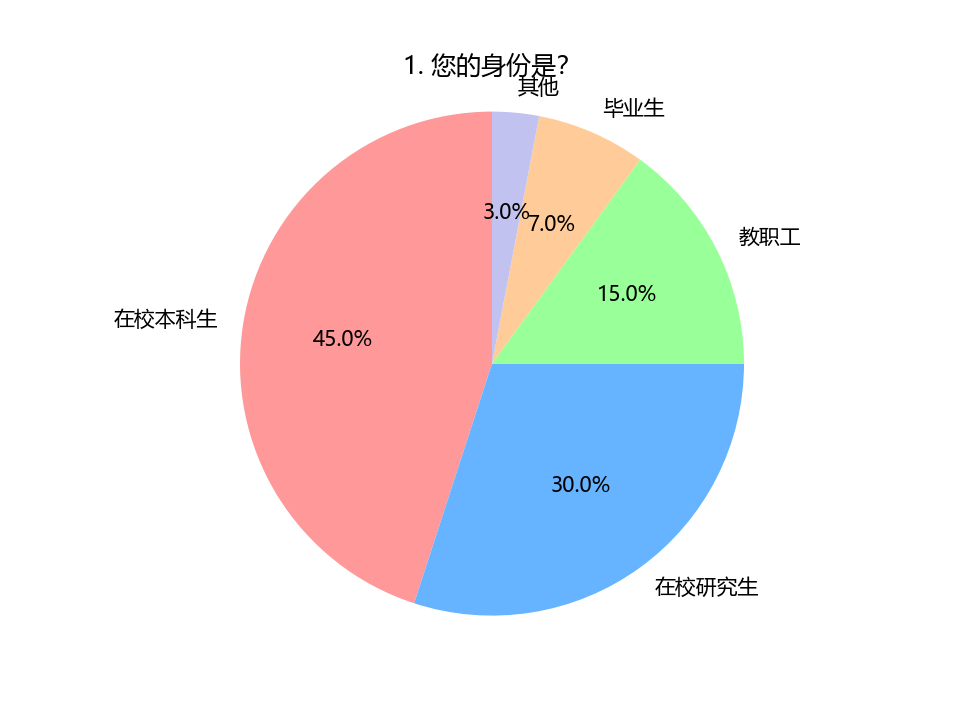 1. 您的身份是?
其他
毕业生
3.0%
7.0%
教职工
15.0%
在校本科生
45.0%
30.0%
在校研究生